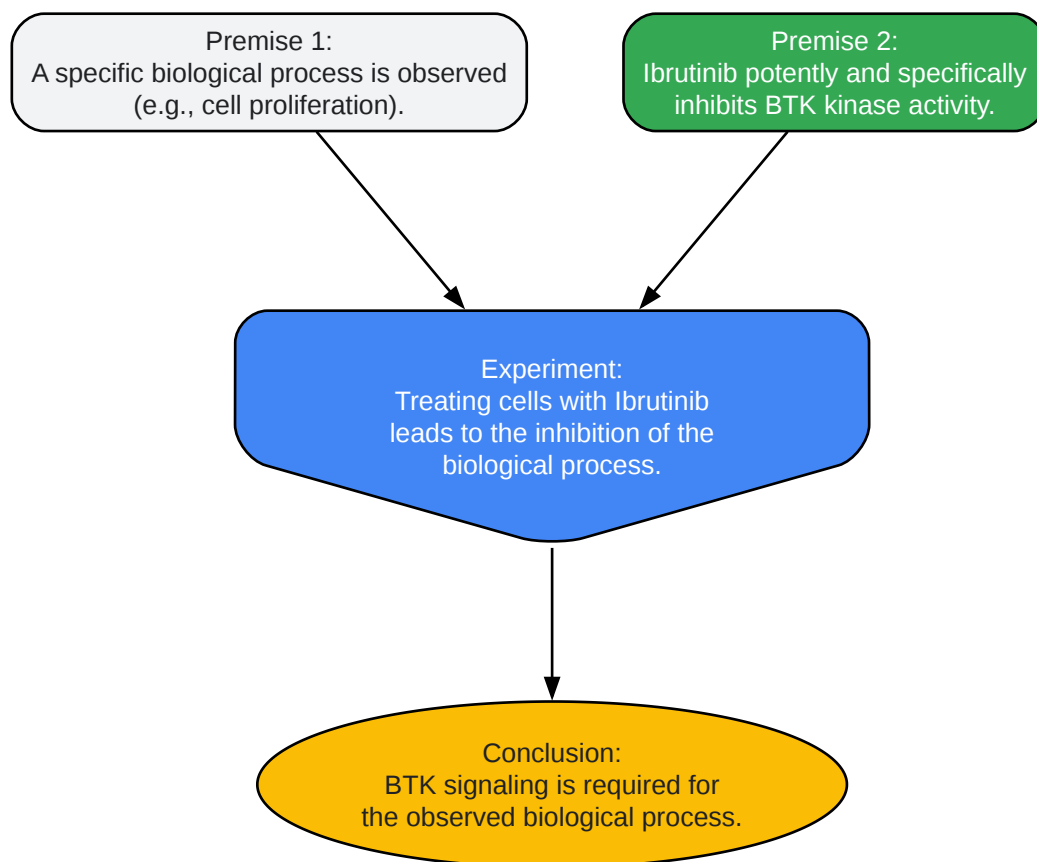 Premise 1:
A specific biological process is observed
(e.g., cell proliferation).
Premise 2:
Ibrutinib potently and specifically
inhibits BTK kinase activity.
Experiment:
Treating cells with Ibrutinib
leads to the inhibition of the
biological process.
Conclusion:
BTK signaling is required for
the observed biological process.